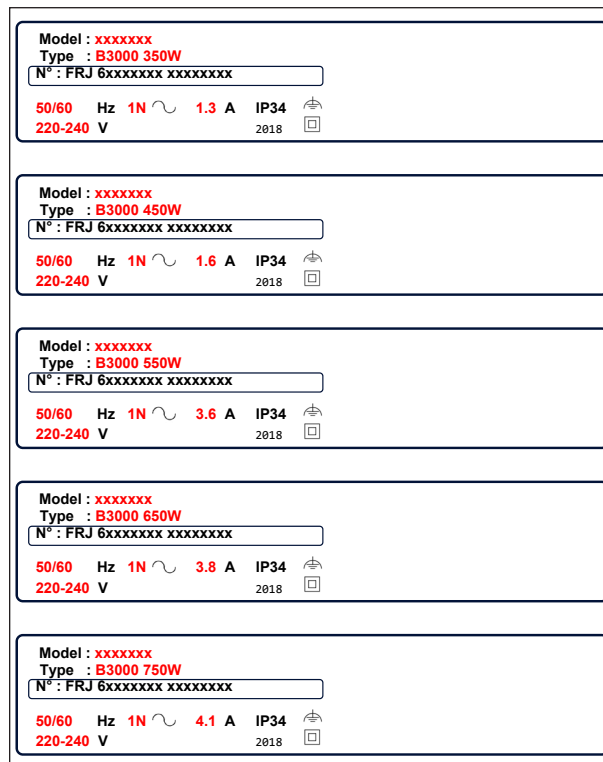 Model : xxxxxxx
Type : B3000 350W
N° : FRJ 6xxxxxxx xxxxxxxx
50/60 Hz 1N 1.3 A IP34
220-240 V 2018
Model : xxxxxxx
Type : B3000 450W
N° : FRJ 6xxxxxxx xxxxxxxx
50/60 Hz 1N 1.6 A IP34
220-240 V 2018
Model : xxxxxxx
Type : B3000 550W
N° : FRJ 6xxxxxxx xxxxxxxx
50/60 Hz 1N 3.6 A IP34
220-240 V 2018
Model : xxxxxxx
Type : B3000 650W
N° : FRJ 6xxxxxxx xxxxxxxx
50/60 Hz 1N 3.8 A IP34
220-240 V 2018
Model : xxxxxxx
Type : B3000 750W
N° : FRJ 6xxxxxxx xxxxxxxx
50/60 Hz 1N 4.1 A IP34
220-240 V 2018